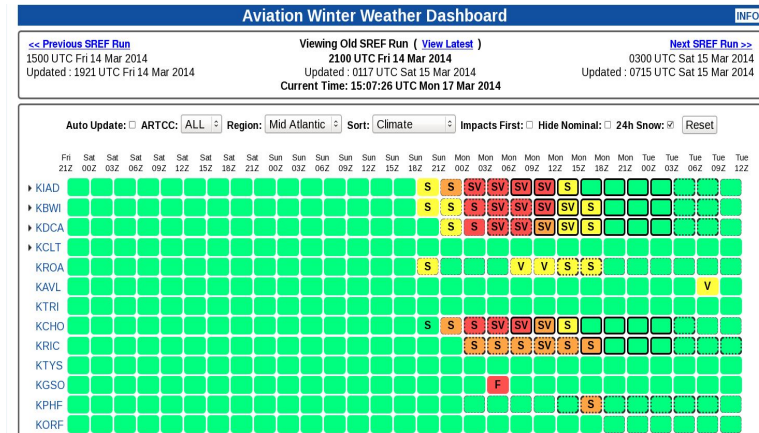 Aviation Winter Weather Dashboard
INFO
<< Previous SREF Run
1500 UTC Fri 14 Mar 2014
Updated : 1921 UTC Fri 14 Mar 2014
Viewing Old SREF Run ( View Latest )
2100 UTC Fri 14 Mar 2014
Updated : 0117 UTC Sat 15 Mar 2014
Current Time: 15:07:26 UTC Mon 17 Mar 2014
Next SREF Run >>
0300 UTC Sat 15 Mar 2014
Updated : 0715 UTC Sat 15 Mar 2014
Auto Update: ARTCC: ALL Region: Mid Atlantic Sort: Climate Impacts First: Hide Nominal: 24h Snow: Reset
Fri Sat Sat Sat Sat Sat Sat Sat Sat Sun Sun Sun Sun Sun Sun Sun Sun Mon Mon Mon Mon Mon Mon Mon Mon Tue Tue Tue Tue Tue
21Z 00Z 03Z 06Z 09Z 12Z 15Z 18Z 21Z 00Z 03Z 06Z 09Z 12Z 15Z 18Z 21Z 00Z 03Z 06Z 09Z 12Z 15Z 18Z 21Z 00Z 03Z 06Z 09Z 12Z
KIAD S S SV SV SV SV S
KBWI S S S SV SV SV SV S
KDCA S S SV SV SV SV S
KCLT
KROA S V V S S
KAVL V
KTRI
KCHO S S S SV SV SV S
KRIC S S S SV S S
KTYS
KGSO F
KPHF S
KORF